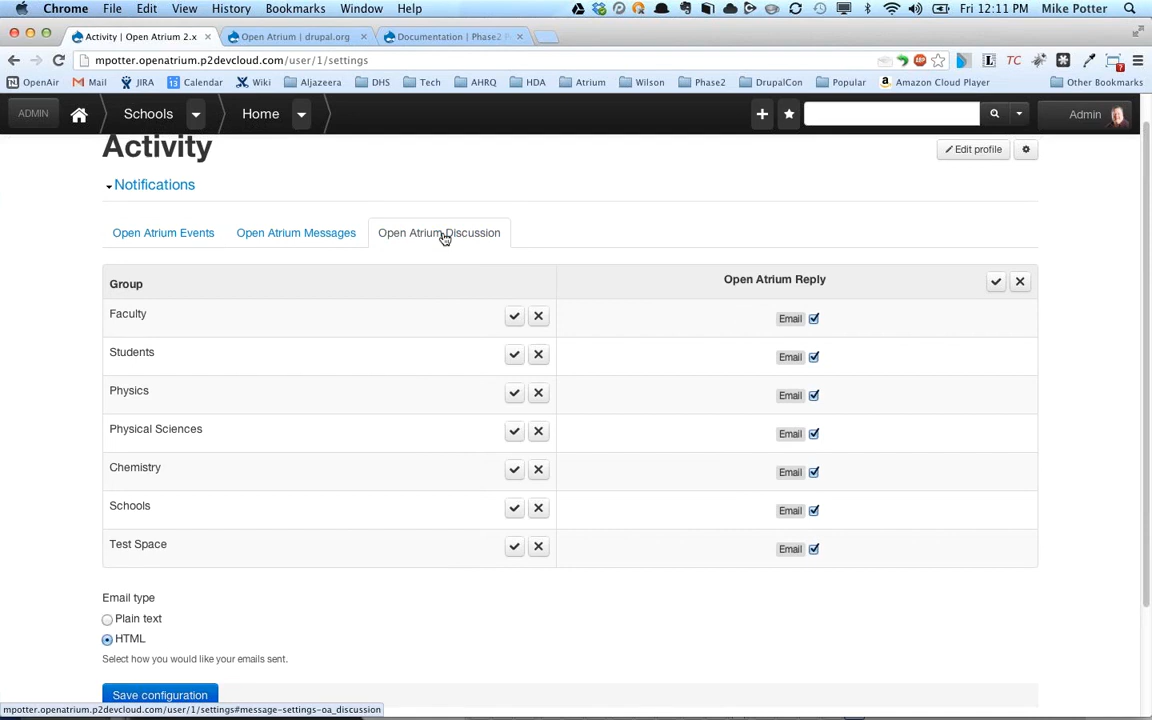 Chrome File Edit View History Bookmarks Window Help Fri 12:11 PM Mike Potter
Activity | Open Atrium 2.x Open Atrium | drupal.org Documentation | Phase2
mpotter.openatrium.p2devcloud.com/user/1/settings
OpenAir Mail JIRA Calendar Wiki Aljazeera DHS Tech AHRQ HDA Atrium Wilson Phase2 DrupalCon Popular Amazon Cloud Player Other Bookmarks
ADMIN Schools Home Admin
Activity
Edit profile
Notifications
Open Atrium Events Open Atrium Messages Open Atrium Discussion
Group Open Atrium Reply
Faculty Email
Students Email
Physics Email
Physical Sciences Email
Chemistry Email
Schools Email
Test Space Email
Email type
Plain text
HTML
Select how you would like your emails sent.
Save configuration
mpotter.openatrium.p2devcloud.com/user/1/settings#message-settings-oa_discussion